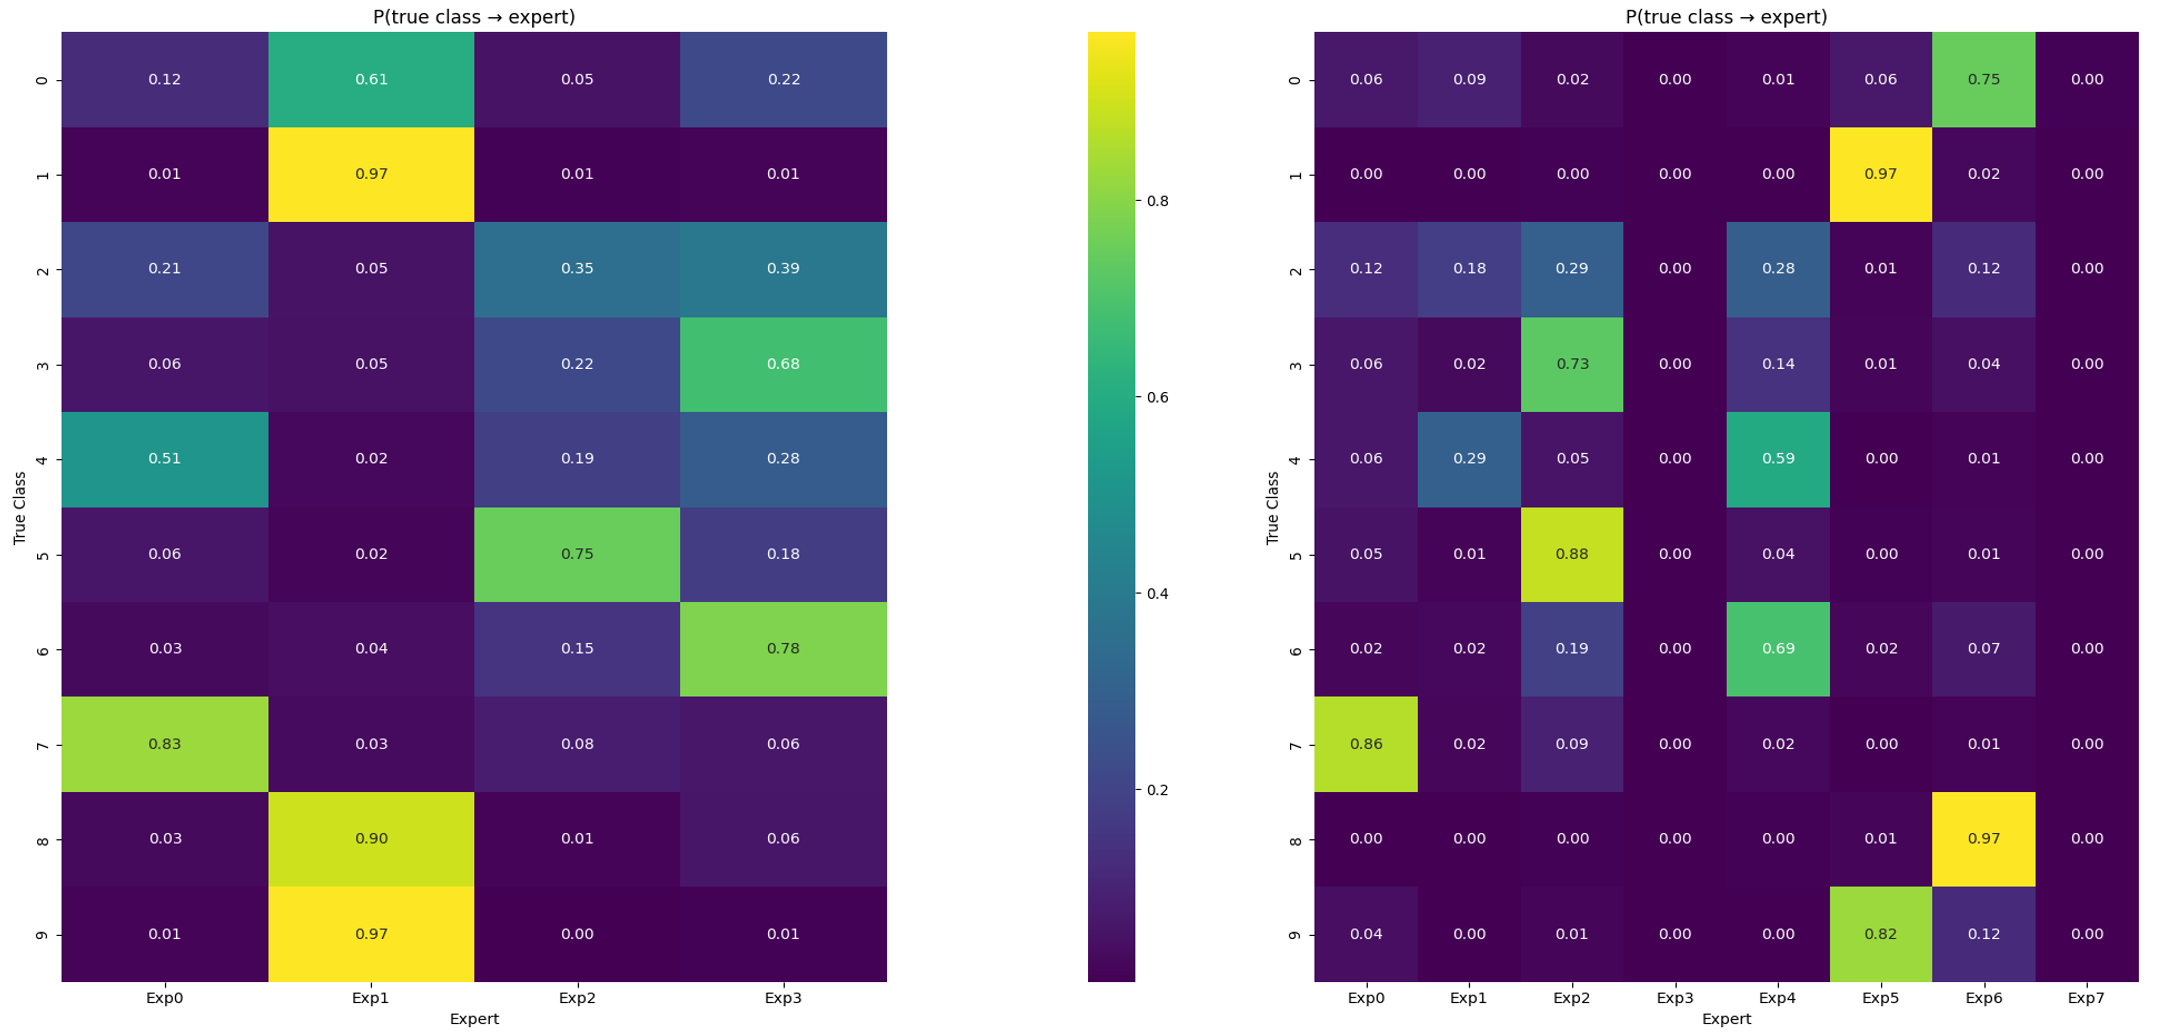 P(true class → expert)
0 0.12 0.61 0.05 0.22
1 0.01 0.97 0.01 0.01
2 0.21 0.05 0.35 0.39
3 0.06 0.05 0.22 0.68
4 0.51 0.02 0.19 0.28
5 0.06 0.02 0.75 0.18
6 0.03 0.04 0.15 0.78
7 0.83 0.03 0.08 0.06
8 0.03 0.90 0.01 0.06
9 0.01 0.97 0.00 0.01
True Class
Exp0 Exp1 Exp2 Exp3
Expert
0.8
0.6
0.4
0.2
P(true class → expert)
0 0.06 0.09 0.02 0.00 0.01 0.06 0.75 0.00
1 0.00 0.00 0.00 0.00 0.00 0.97 0.02 0.00
2 0.12 0.18 0.29 0.00 0.28 0.01 0.12 0.00
3 0.06 0.02 0.73 0.00 0.14 0.01 0.04 0.00
4 0.06 0.29 0.05 0.00 0.59 0.00 0.01 0.00
5 0.05 0.01 0.88 0.00 0.04 0.00 0.01 0.00
6 0.02 0.02 0.19 0.00 0.69 0.02 0.07 0.00
7 0.86 0.02 0.09 0.00 0.02 0.00 0.01 0.00
8 0.00 0.00 0.00 0.00 0.00 0.01 0.97 0.00
9 0.04 0.00 0.01 0.00 0.00 0.82 0.12 0.00
True Class
Exp0 Exp1 Exp2 Exp3 Exp4 Exp5 Exp6 Exp7
Expert